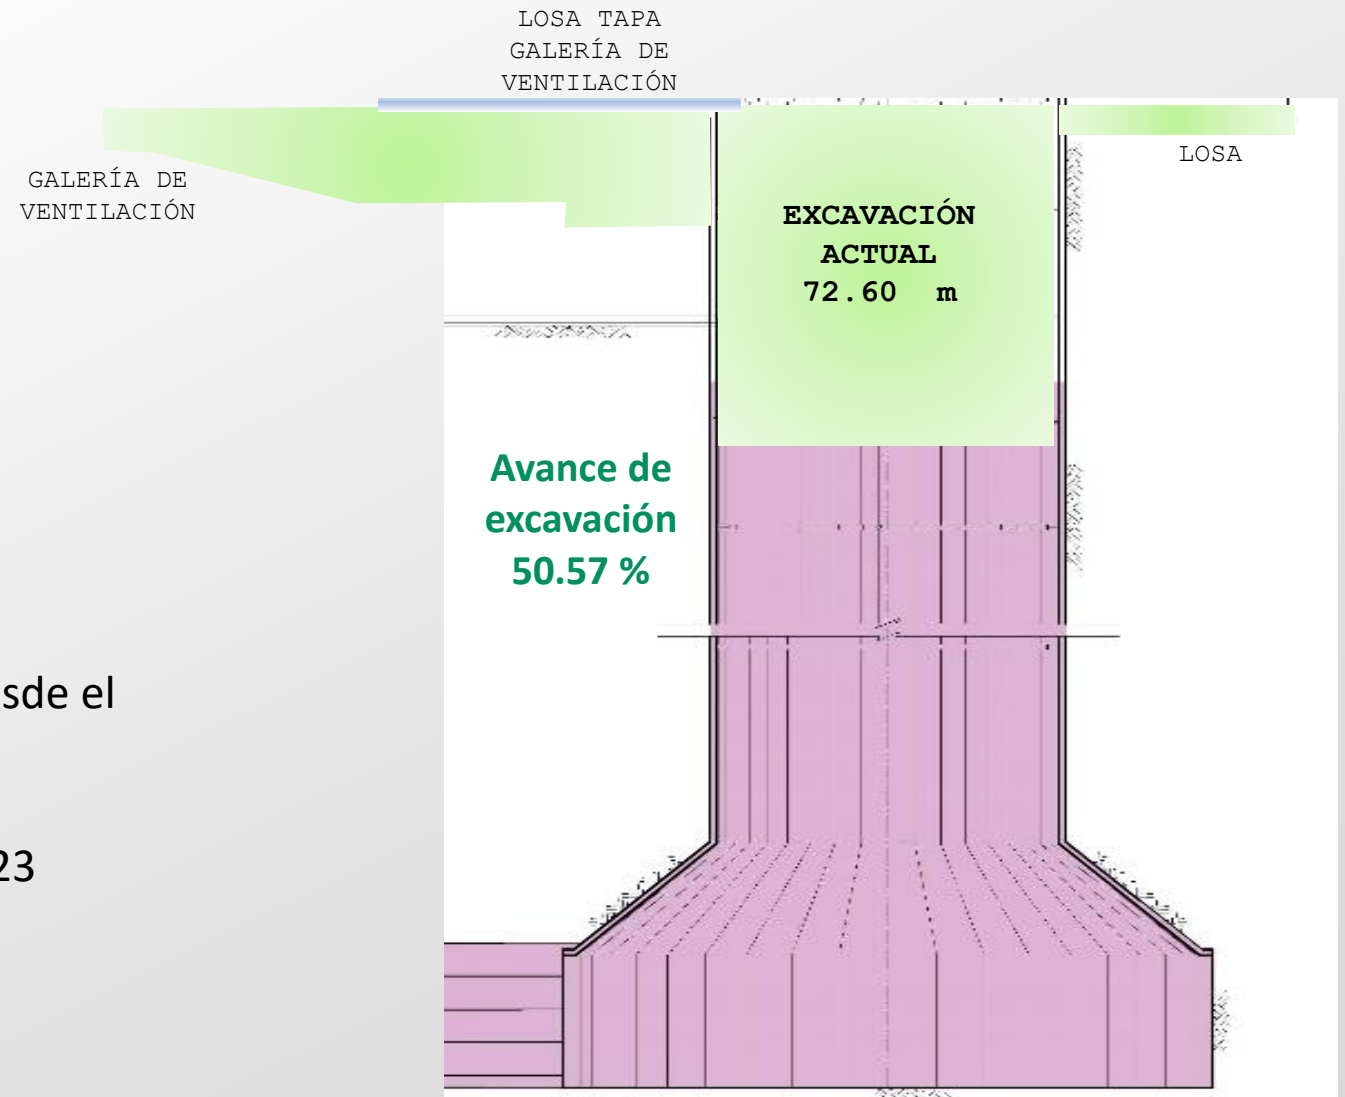 LOSA TAPA
GALERÍA DE
VENTILACIÓN
LOSA
GALERÍA DE
VENTILACIÓN
EXCAVACIÓN
ACTUAL
72.60 m
Avance de
excavación
50.57 %
sde el
23